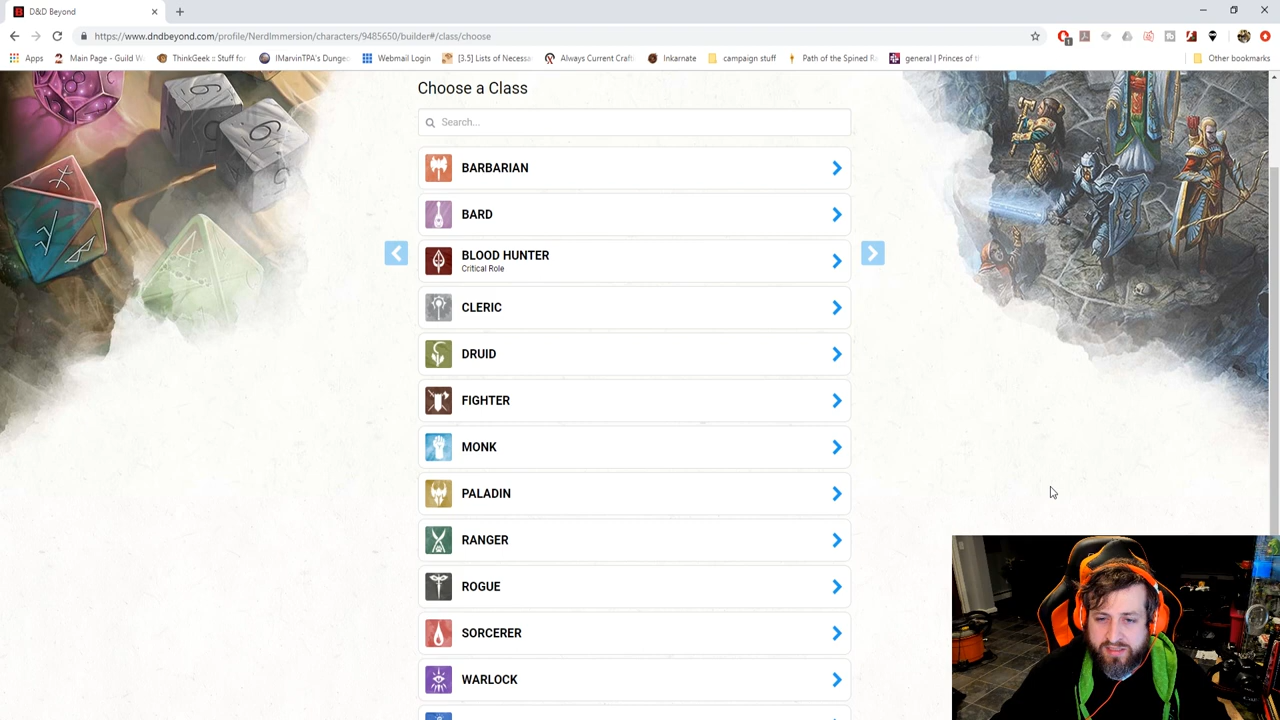 D&D Beyond
https://www.dndbeyond.com/profile/NerdImmersion/characters/9485650/builder#/class/choose
Apps Main Page - Guild W ThinkGeek :: Stuff for IMarvinTPA's Dunge Webmail Login [3.5] Lists of Necessa Always Current Craft Inkarnate campaign stuff Path of the Spined R general | Princes of t Other bookmarks
Choose a Class
Search...
BARBARIAN
BARD
BLOOD HUNTER
Critical Role
CLERIC
DRUID
FIGHTER
MONK
PALADIN
RANGER
ROGUE
SORCERER
WARLOCK